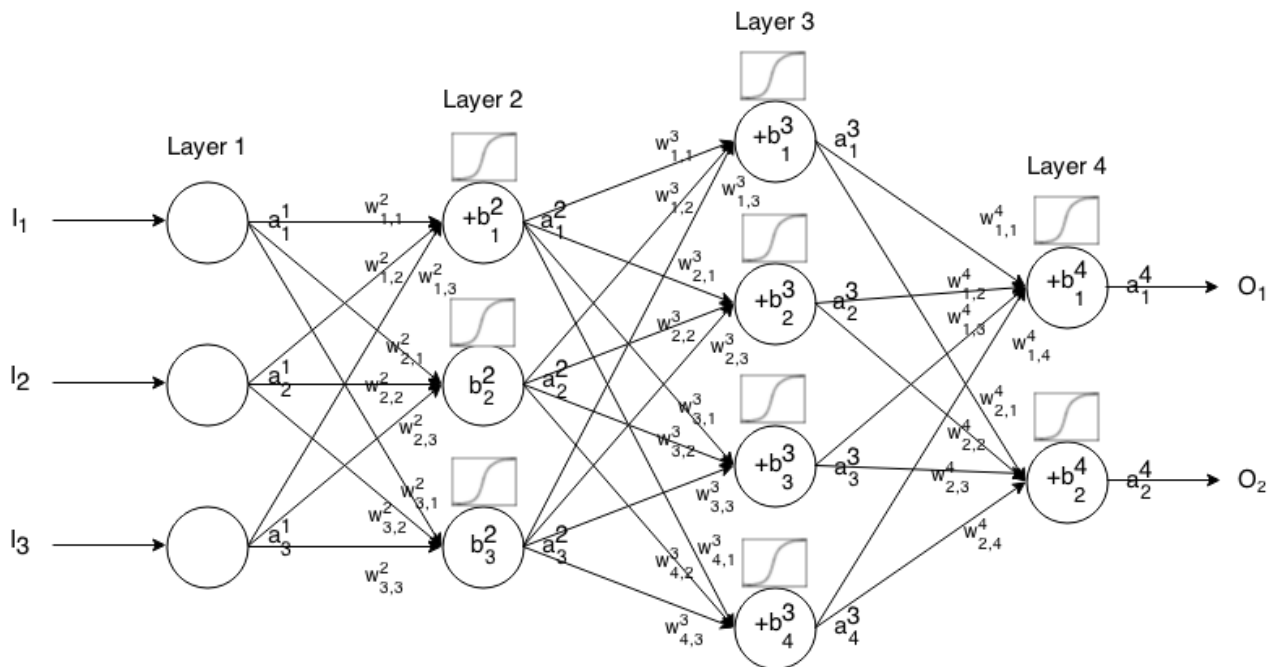 Layer 3
Layer 2
Layer 1
Layer 4
I₁
a¹₁
w²₁,₁
+b²₁
a²₁
w³₁,₁
w³₁,₂
w³₁,₃
+b³₁
a³₁
w²₁,₂
w²₁,₃
w³₂,₁
w³₂,₂
w³₂,₃
+b³₂
a³₂
w⁴₁,₁
w⁴₁,₂
w⁴₁,₃
w⁴₁,₄
+b⁴₁
a⁴₁
O₁
I₂
a¹₂
w²₂,₁
w²₂,₂
w²₂,₃
b²₂
a²₂
w³₃,₁
w³₃,₂
w³₃,₃
+b³₃
a³₃
w⁴₂,₁
w⁴₂,₂
w⁴₂,₃
w⁴₂,₄
+b⁴₂
a⁴₂
O₂
I₃
a¹₃
w²₃,₁
w²₃,₂
w²₃,₃
b²₃
a²₃
w³₄,₁
w³₄,₂
w³₄,₃
+b³₄
a³₄